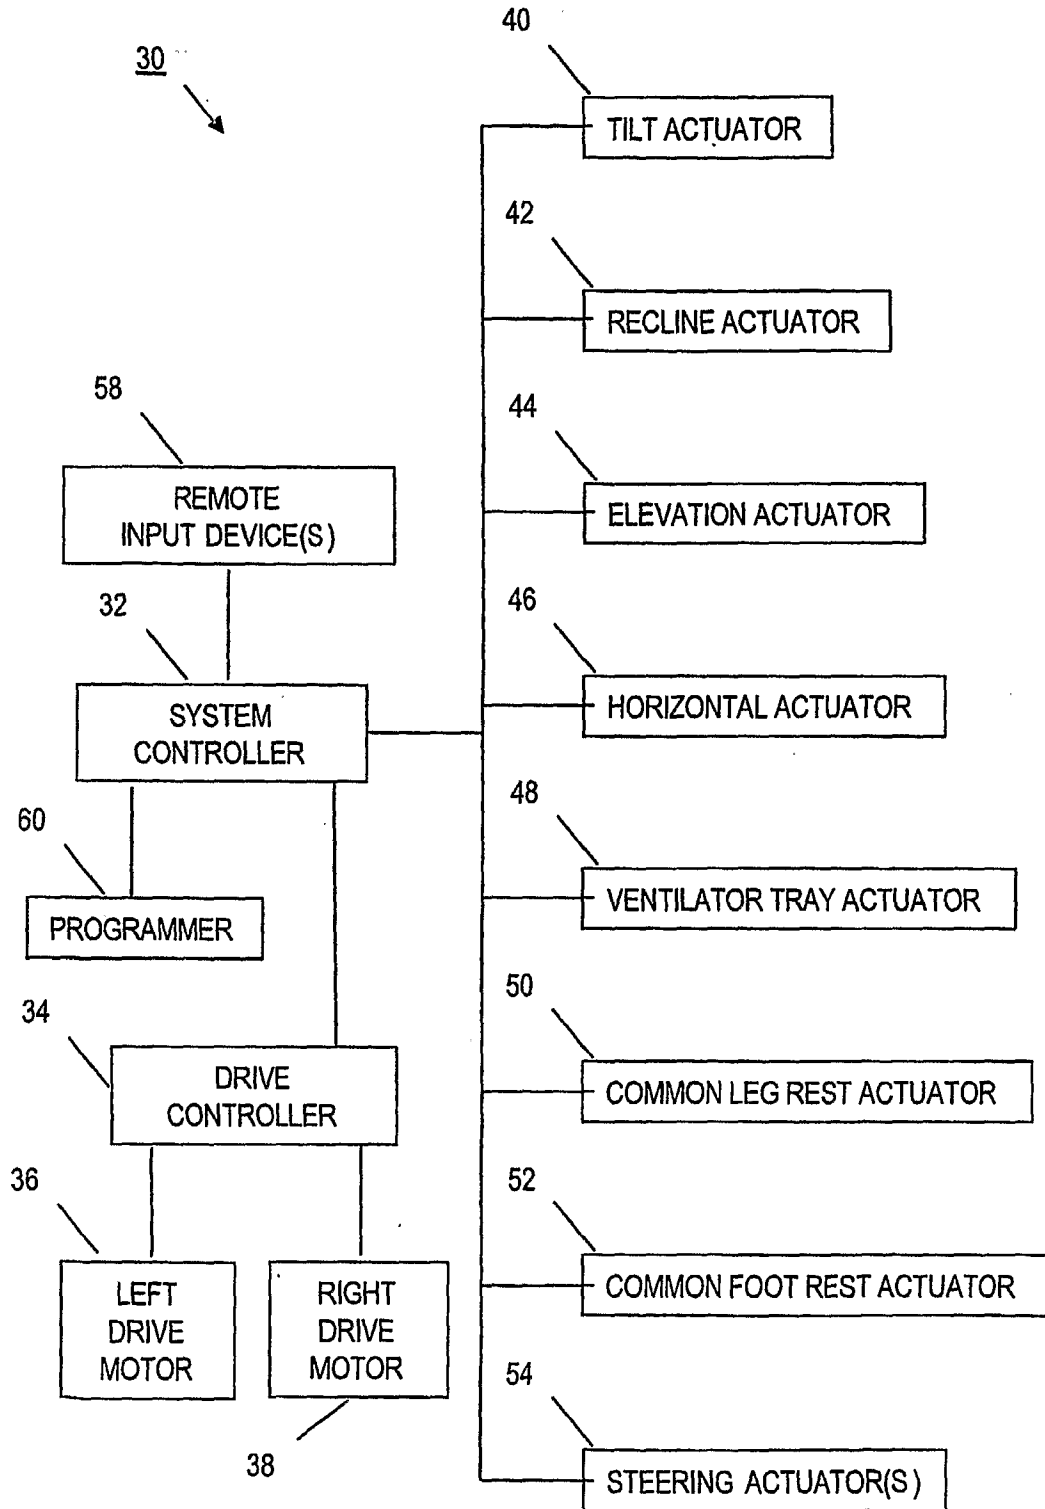 30
40
TILT ACTUATOR
42
RECLINE ACTUATOR
58
REMOTE
INPUT DEVICE(S)
44
ELEVATION ACTUATOR
32
SYSTEM
CONTROLLER
46
HORIZONTAL ACTUATOR
60
PROGRAMMER
48
VENTILATOR TRAY ACTUATOR
34
DRIVE
CONTROLLER
50
COMMON LEG REST ACTUATOR
36
LEFT
DRIVE
MOTOR
RIGHT
DRIVE
MOTOR
38
52
COMMON FOOT REST ACTUATOR
54
STEERING ACTUATOR(S)